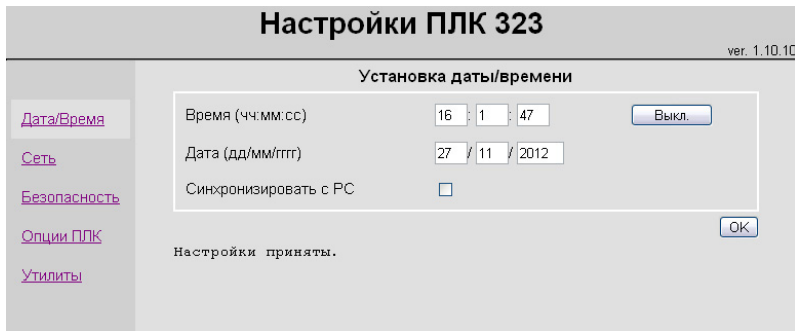 Настройки ПЛК 323
ver. 1.10.10
Установка даты/времени
Дата/Время
Сеть
Безопасность
Опции ПЛК
Утилиты
Время (чч:мм:сс) 16 : 1 : 47 Выкл.
Дата (дд/мм/гггг) 27 / 11 / 2012
Синхронизировать с РС
OK
Настройки приняты.